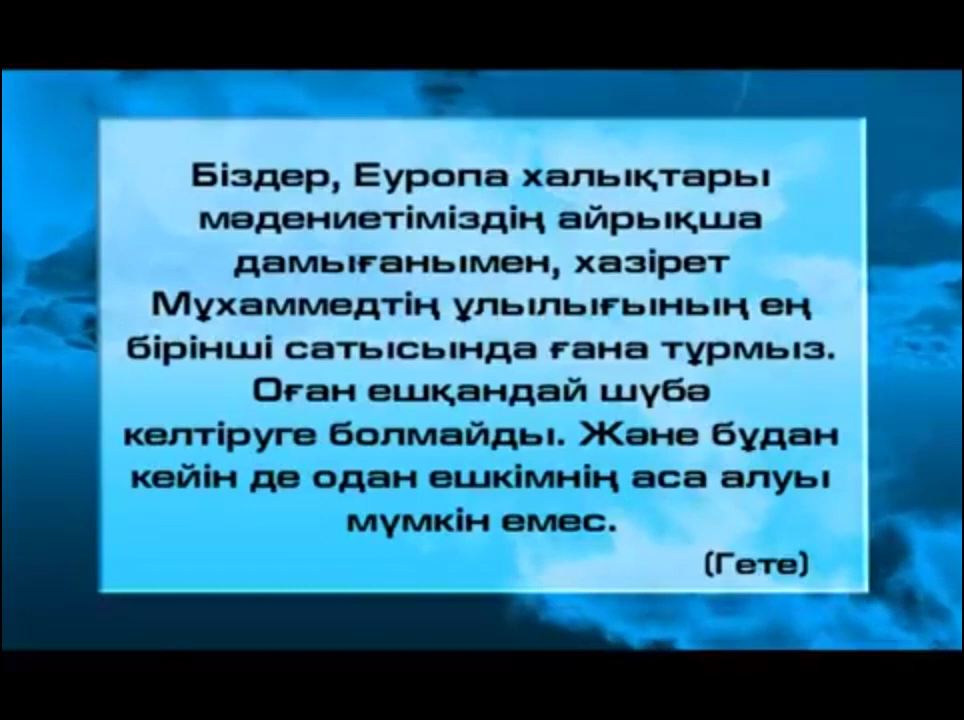 Біздер, Еуропа халықтары
мәдениетіміздің айрықша
дамығанымен, хазірет
Мұхаммедтің ұлылығының ең
бірінші сатысында ғана тұрмыз.
Оған ешқандай шүбә
келтіруге болмайды. Және бұдан
кейін де одан ешкімнің аса алуы
мүмкін емес.
(Гете)